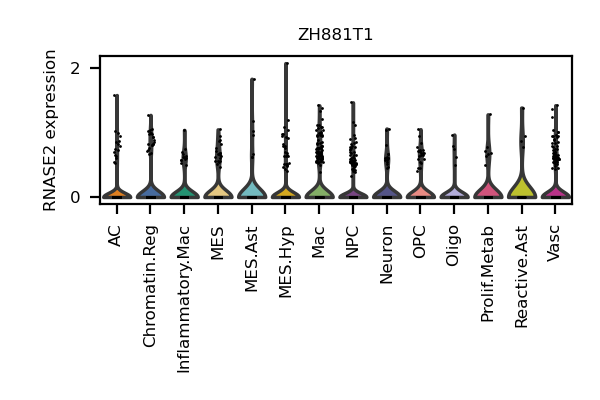 ZH881T1
RNASE2 expression
2
0
AC
Chromatin.Reg
Inflammatory.Mac
MES
MES.Ast
MES.Hyp
Mac
NPC
Neuron
OPC
Oligo
Prolif.Metab
Reactive.Ast
Vasc